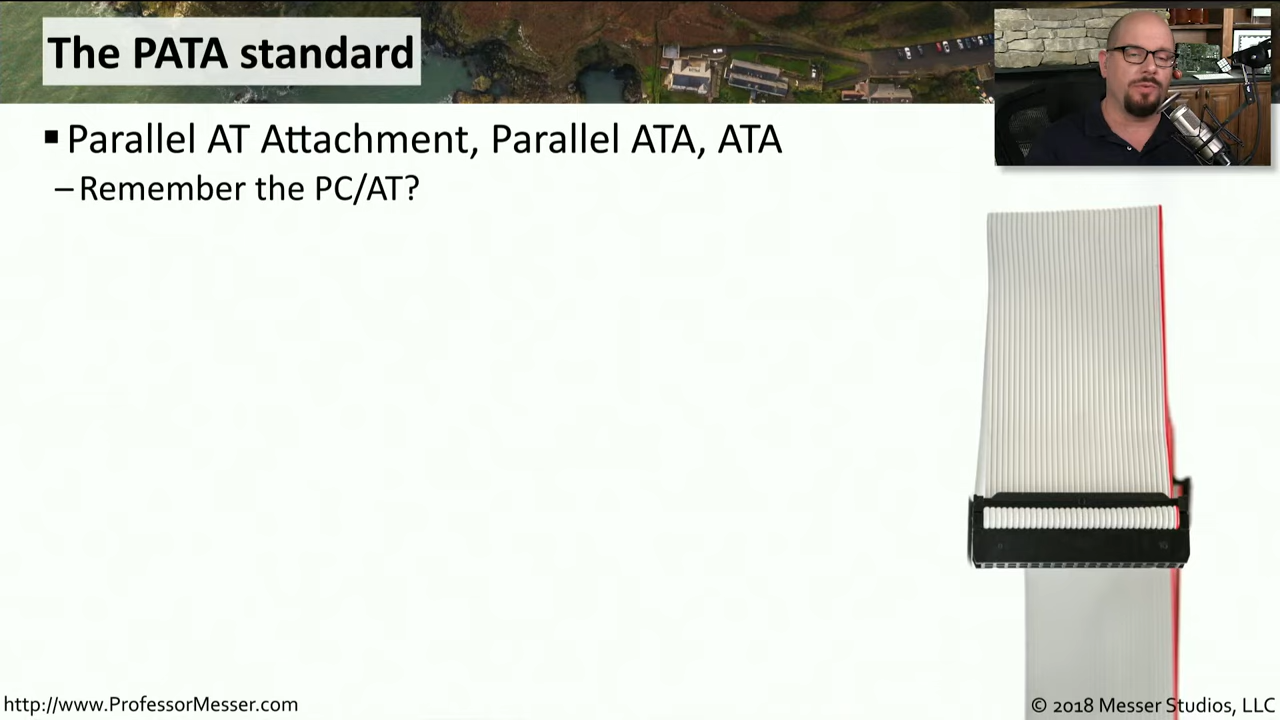 The PATA standard
▪ Parallel AT Attachment, Parallel ATA, ATA
– Remember the PC/AT?
http://www.ProfessorMesser.com
© 2018 Messer Studios, LLC